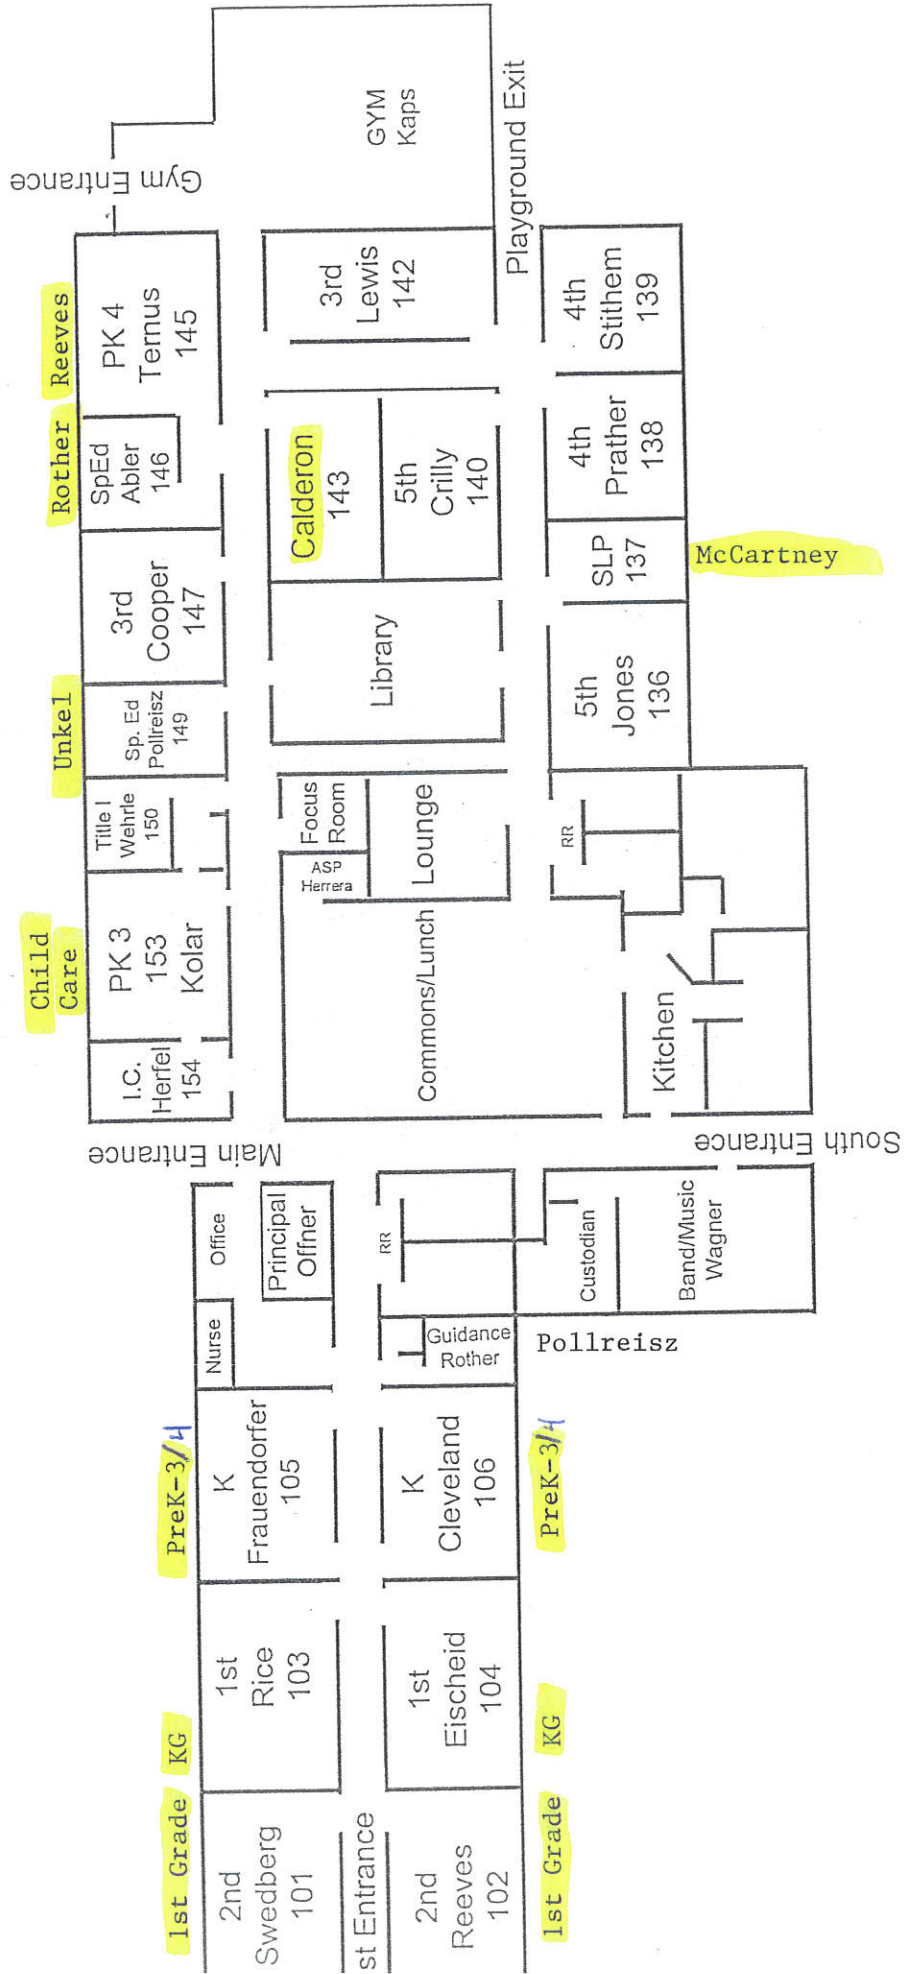 1st Grade
KG
PreK-3/4
2nd
Swedberg
101
1st
Rice
103
K
Frauendorfer
105
Nurse
Office
Principal
Offner
st Entrance
2nd
Reeves
102
1st
Eischeid
104
K
Cleveland
106
Guidance
Rother
RR
1st Grade
KG
PreK-3/4
Pollreisz
Custodian
Band/Music
Wagner
Main Entrance
South Entrance
Child
Care
Unkel
Rother
Reeves
I.C.
Herfel
154
PK 3
153
Kolar
Title I
Wehrle
150
Sp. Ed
Pollreisz
149
3rd
Cooper
147
SpEd
Abler
146
PK 4
Ternus
145
Gym Entrance
Commons/Lunch
ASP
Herrera
Focus
Room
Lounge
Library
Calderon
143
5th
Crilly
140
3rd
Lewis
142
GYM
Kaps
Playground Exit
Kitchen
RR
5th
Jones
136
SLP
137
4th
Prather
138
4th
Stithem
139
McCartney